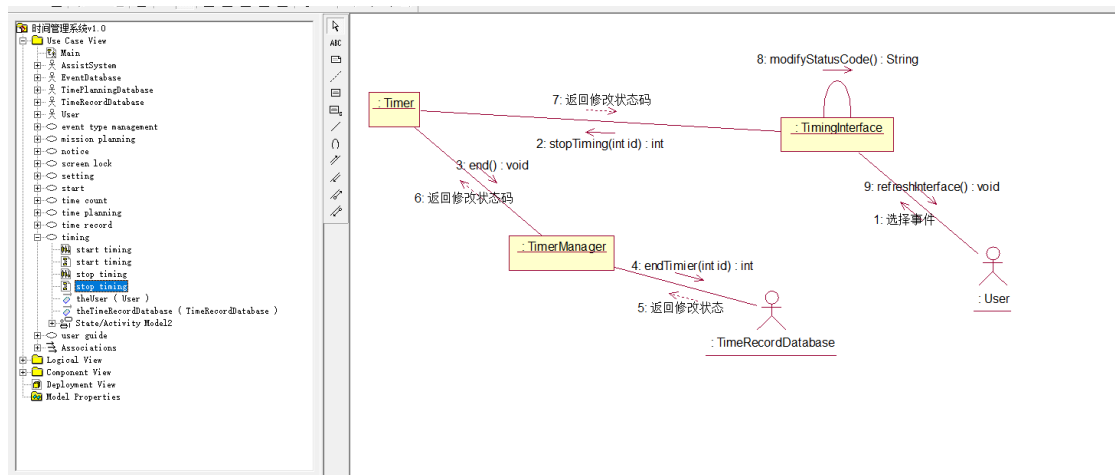 时间管理系统v1.0
Use Case View
Main
AssistSystem
EventDatabase
TimePlanningDatabase
TimeRecordDatabase
User
event type management
mission planning
notice
screen lock
setting
start
time count
time planning
time record
timing
start timing
start timing
stop timing
stop timing
theUser ( User )
theTimeRecordDatabase ( TimeRecordDatabase )
State/Activity Model2
user guide
Associations
Logical View
Component View
Deployment View
Model Properties
ABC
8: modifyStatusCode() : String
: Timer
7: 返回修改状态码
: TimingInterface
2: stopTiming(int id) : int
3: end() : void
6: 返回修改状态码
9: refreshInterface() : void
1: 选择事件
: TimerManager
4: endTimier(int id) : int
5: 返回修改状态
: User
: TimeRecordDatabase